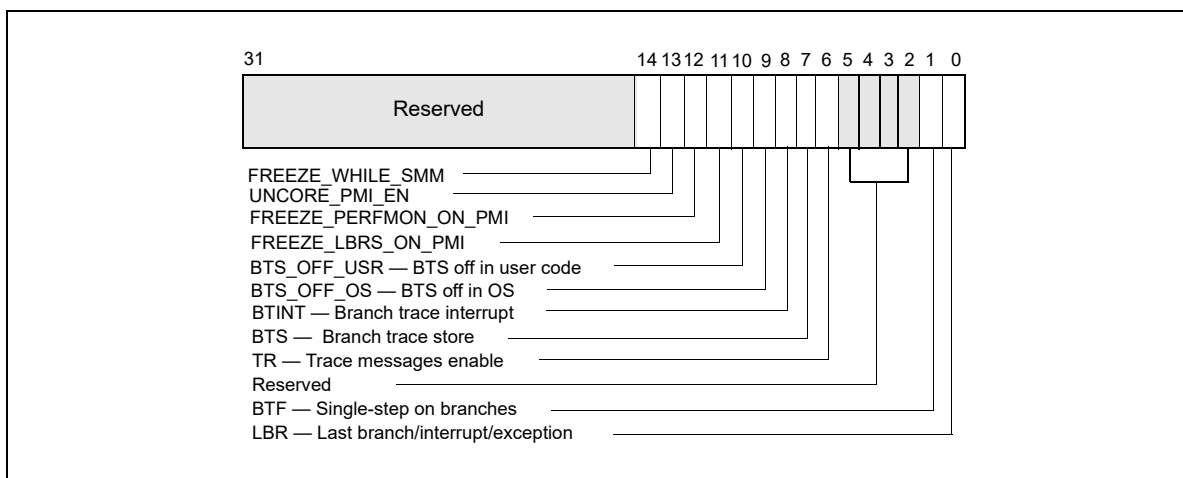 31 14 13 12 11 10 9 8 7 6 5 4 3 2 1 0
Reserved
FREEZE_WHILE_SMM
UNCORE_PMI_EN
FREEZE_PERFMON_ON_PMI
FREEZE_LBRS_ON_PMI
BTS_OFF_USR — BTS off in user code
BTS_OFF_OS — BTS off in OS
BTINT — Branch trace interrupt
BTS — Branch trace store
TR — Trace messages enable
Reserved
BTF — Single-step on branches
LBR — Last branch/interrupt/exception